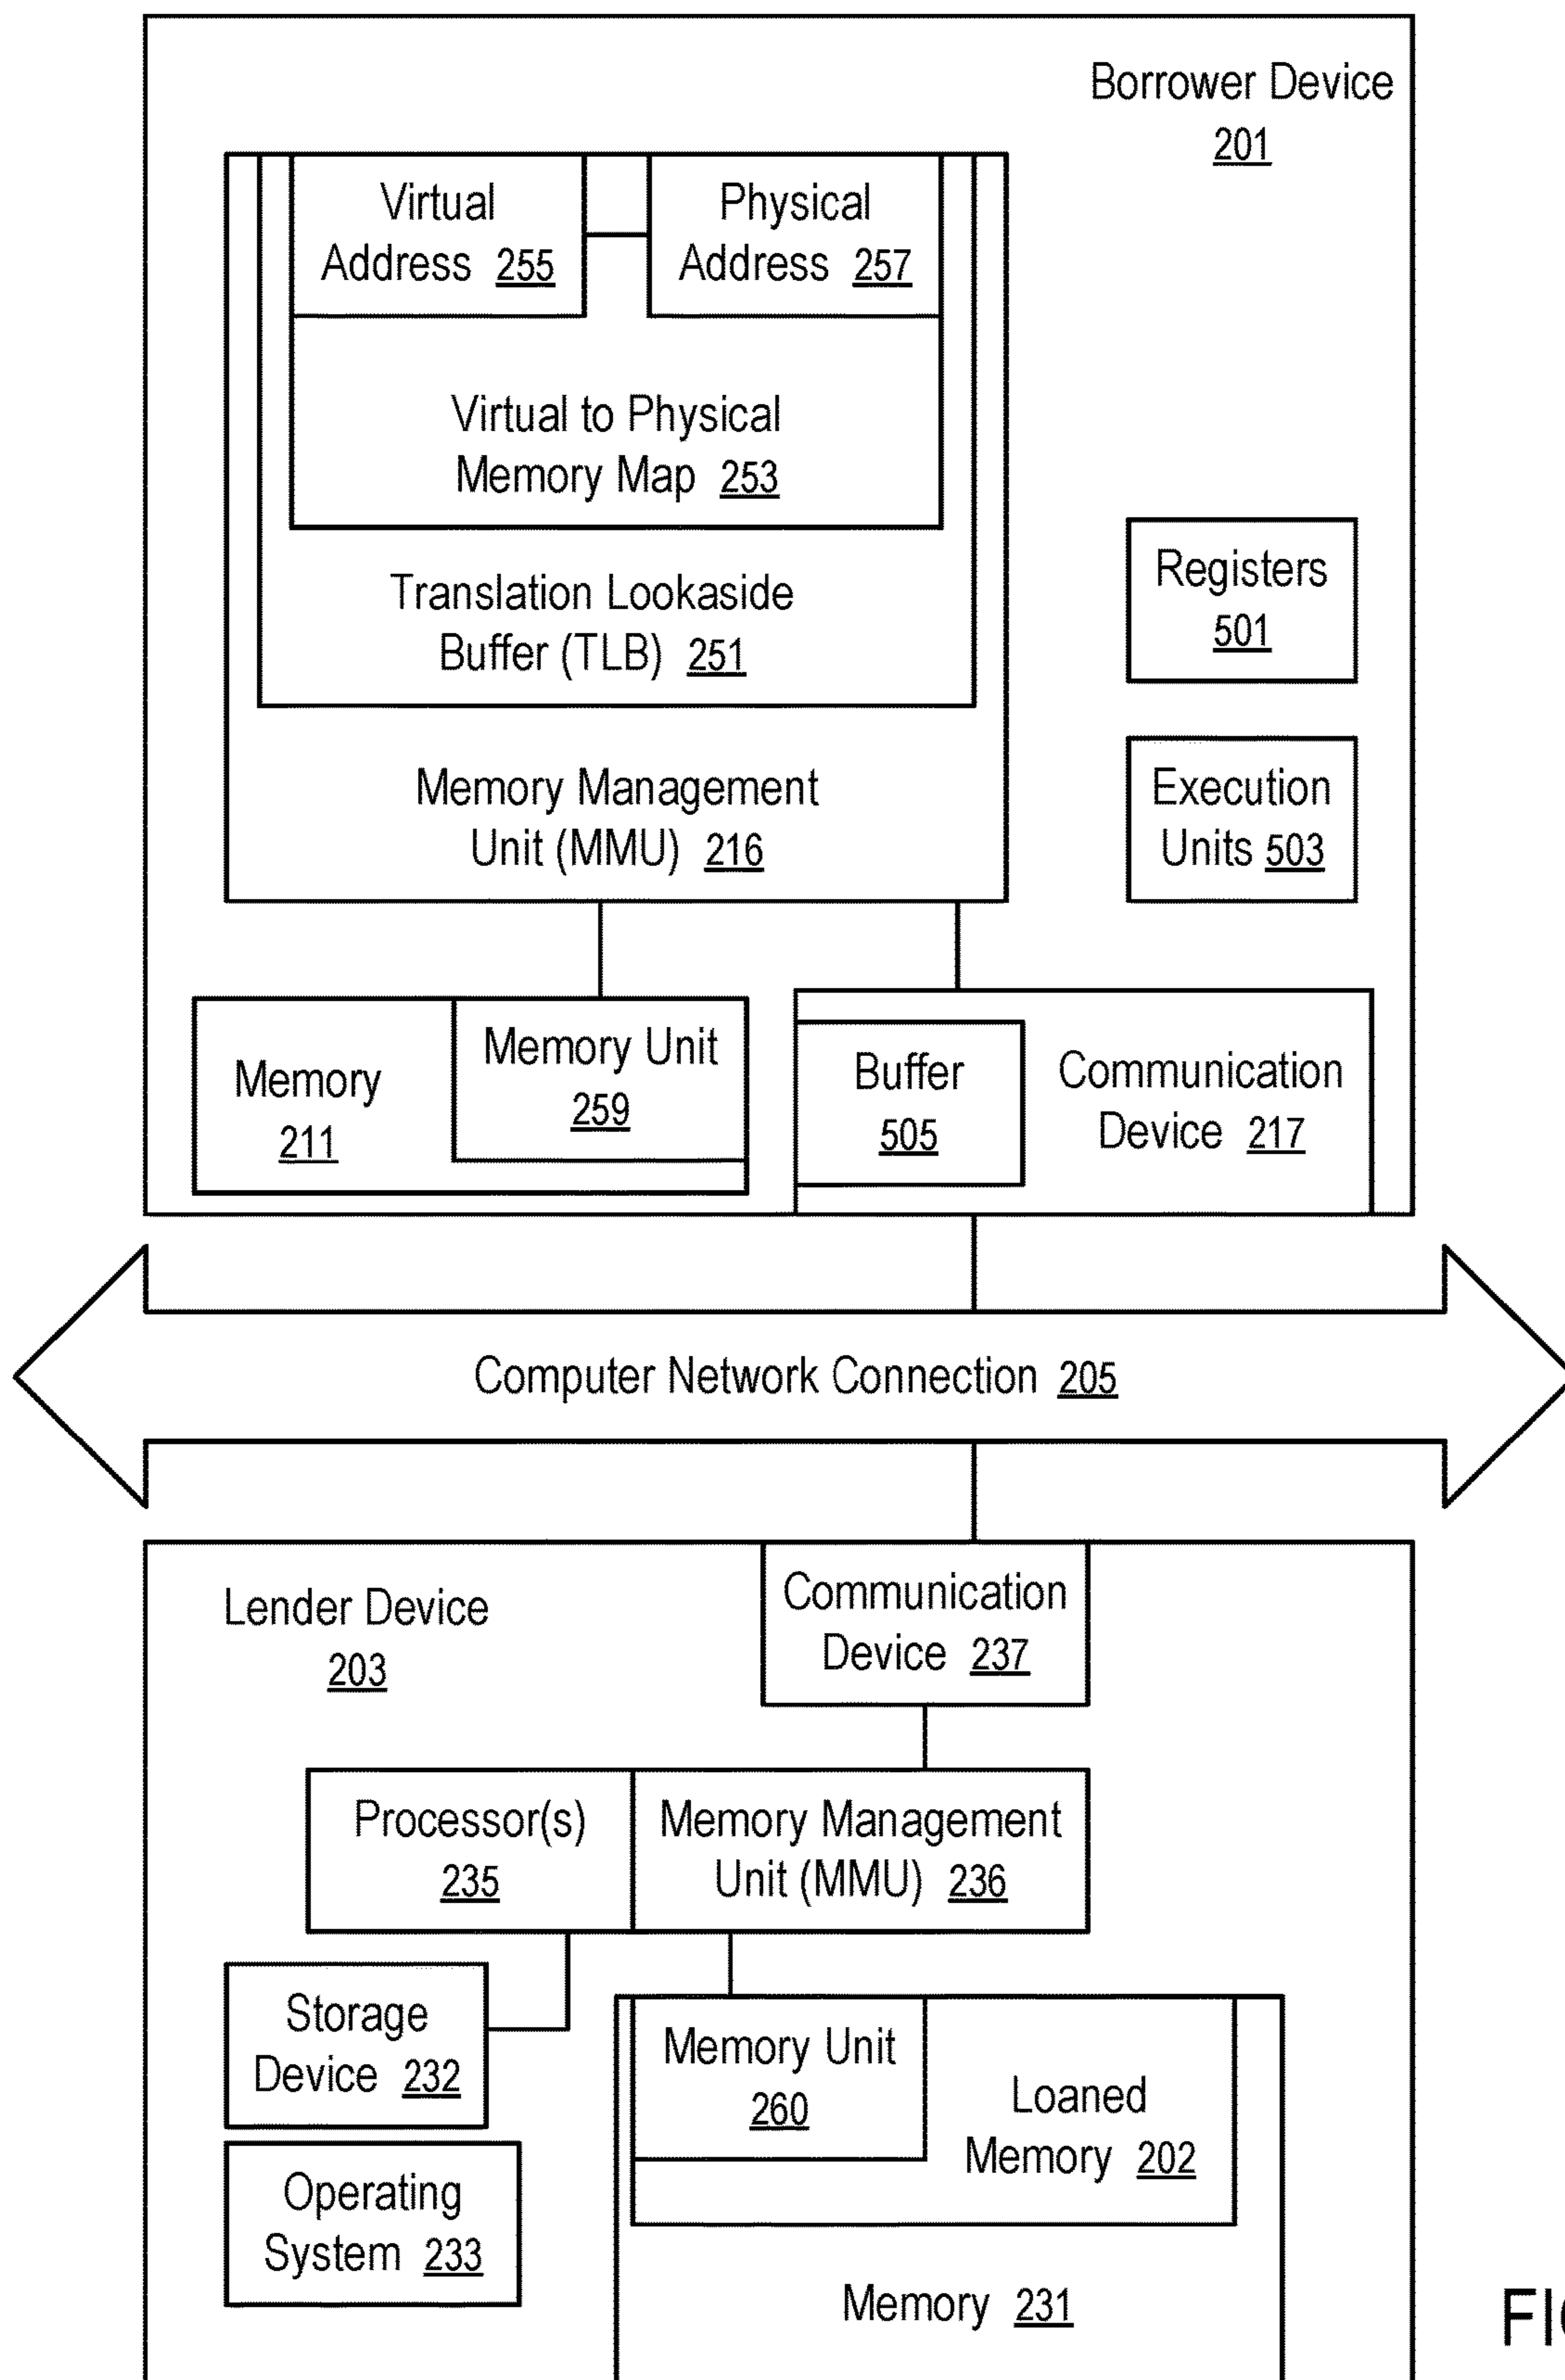 Borrower Device
201
Virtual
Address 255
Physical
Address 257
Virtual to Physical
Memory Map 253
Translation Lookaside
Buffer (TLB) 251
Registers
501
Memory Management
Unit (MMU) 216
Execution
Units 503
Memory
211
Memory Unit
259
Buffer
505
Communication
Device 217
Computer Network Connection 205
Lender Device
203
Communication
Device 237
Processor(s)
235
Memory Management
Unit (MMU) 236
Storage
Device 232
Memory Unit
260
Loaned
Memory 202
Operating
System 233
Memory 231